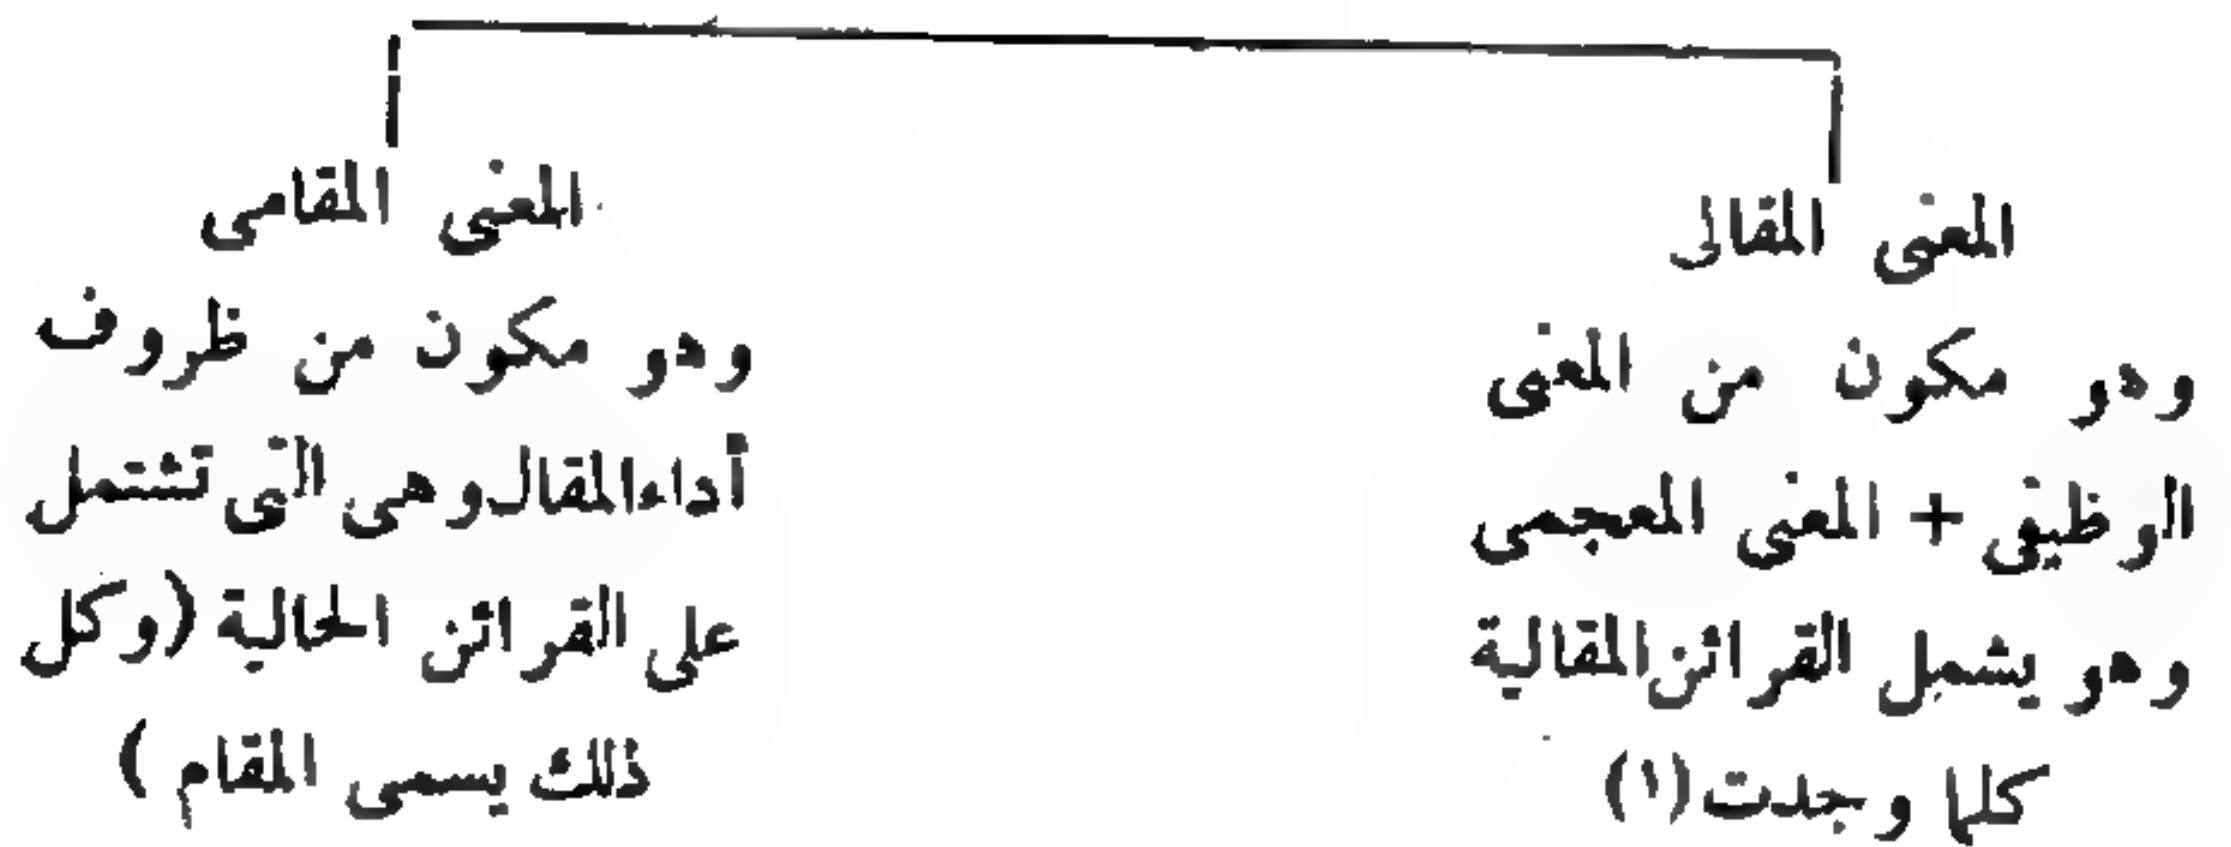 المعنى المقالى
وهو مكون من المعنى
الوظيفى + المعنى المعجمى
وهو يشمل القرائن المقالية
كلما وجدت (١)
المعنى المقامى
وهو مكون من ظروف
أداء المقال وهى التى تشتمل
على القرائن الحالية (وكل
ذلك يسمى المقام)